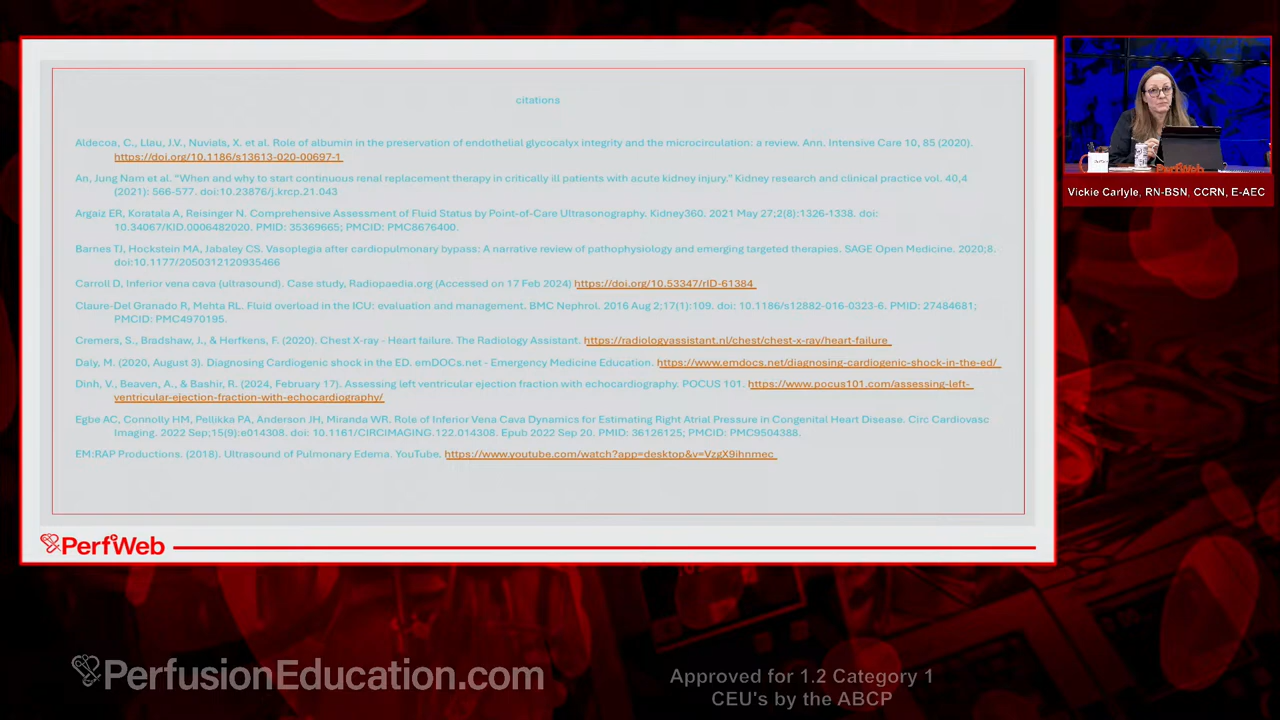 citations
Aldecoa, C., Llau, J.V., Nuvials, X. et al. Role of albumin in the preservation of endothelial glycocalyx integrity and the microcirculation: a review. Ann. Intensive Care 10, 85 (2020).
https://doi.org/10.1186/s13613-020-00697-1
An, Jung Nam et al. "When and why to start continuous renal replacement therapy in critically ill patients with acute kidney injury." Kidney research and clinical practice vol. 40,4
(2021): 566-577. doi:10.23876/j.krcp.21.043
Argaiz ER, Koratala A, Reisinger N. Comprehensive Assessment of Fluid Status by Point-of-Care Ultrasonography. Kidney360. 2021 May 27;2(8):1326-1338. doi:
10.34067/KID.0006482020. PMID: 35369665; PMCID: PMC8676400.
Barnes TJ, Hockstein MA, Jabaley CS. Vasoplegia after cardiopulmonary bypass: A narrative review of pathophysiology and emerging targeted therapies. SAGE Open Medicine. 2020;8.
doi:10.1177/2050312120935466
Carroll D, Inferior vena cava (ultrasound). Case study, Radiopaedia.org (Accessed on 17 Feb 2024) https://doi.org/10.53347/rID-61384
Claure-Del Granado R, Mehta RL. Fluid overload in the ICU: evaluation and management. BMC Nephrol. 2016 Aug 2;17(1):109. doi: 10.1186/s12882-016-0323-6. PMID: 27484681;
PMCID: PMC4970195.
Cremers, S., Bradshaw, J., & Herfkens, F. (2020). Chest X-ray - Heart failure. The Radiology Assistant. https://radiologyassistant.nl/chest/chest-x-ray/heart-failure
Daly, M. (2020, August 3). Diagnosing Cardiogenic shock in the ED. emDOCs.net - Emergency Medicine Education. https://www.emdocs.net/diagnosing-cardiogenic-shock-in-the-ed/
Dinh, V., Beaven, A., & Bashir, R. (2024, February 17). Assessing left ventricular ejection fraction with echocardiography. POCUS 101. https://www.pocus101.com/assessing-left-
ventricular-ejection-fraction-with-echocardiography/
Egbe AC, Connolly HM, Pellikka PA, Anderson JH, Miranda WR. Role of Inferior Vena Cava Dynamics for Estimating Right Atrial Pressure in Congenital Heart Disease. Circ Cardiovasc
Imaging. 2022 Sep;15(9):e014308. doi: 10.1161/CIRCIMAGING.122.014308. Epub 2022 Sep 20. PMID: 36126125; PMCID: PMC9504388.
EM:RAP Productions. (2018). Ultrasound of Pulmonary Edema. YouTube. https://www.youtube.com/watch?app=desktop&v=VzgX9ihnmec
PerfWeb
PerfWeb
Vickie Carlyle, RN-BSN, CCRN, E-AEC
PerfusionEducation.com
Approved for 1.2 Category 1
CEU's by the ABCP